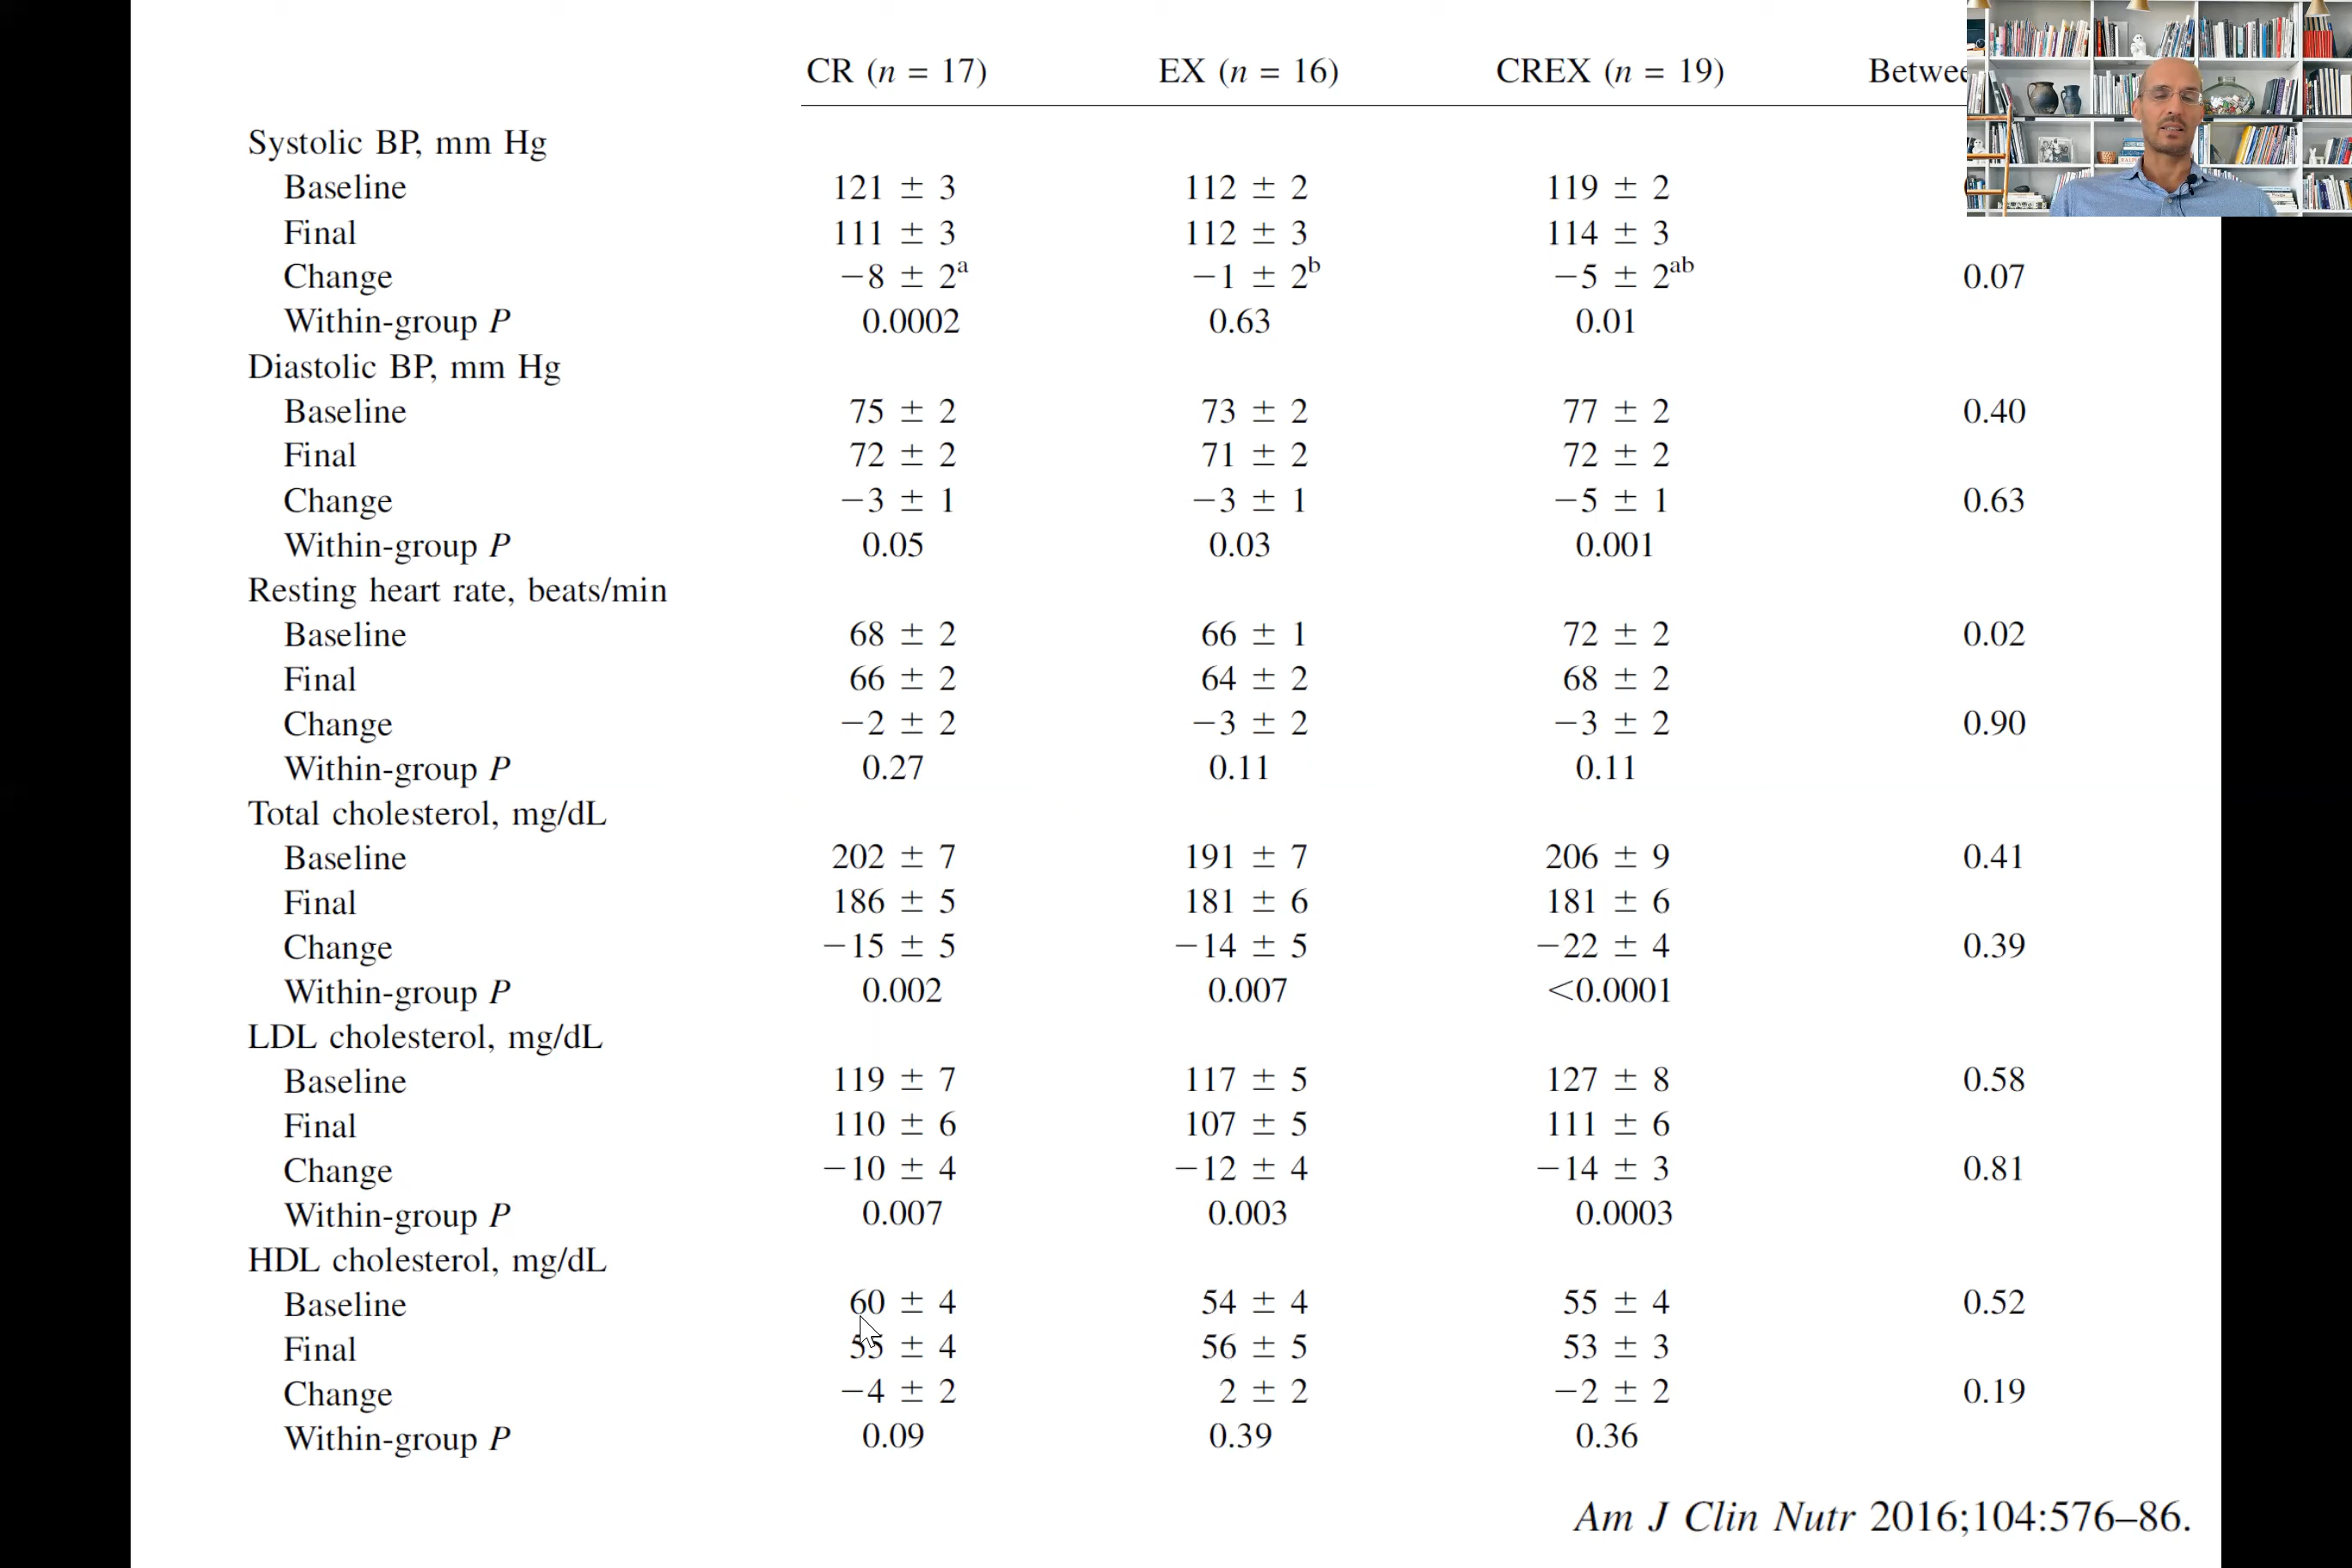 CR (n = 17) EX (n = 16) CREX (n = 19)
Systolic BP, mm Hg
Baseline 121 ± 3 112 ± 2 119 ± 2
Final 111 ± 3 112 ± 3 114 ± 3
Change −8 ± 2ᵃ −1 ± 2ᵇ −5 ± 2ᵃᵇ 0.07
Within-group P 0.0002 0.63 0.01
Diastolic BP, mm Hg
Baseline 75 ± 2 73 ± 2 77 ± 2 0.40
Final 72 ± 2 71 ± 2 72 ± 2
Change −3 ± 1 −3 ± 1 −5 ± 1 0.63
Within-group P 0.05 0.03 0.001
Resting heart rate, beats/min
Baseline 68 ± 2 66 ± 1 72 ± 2 0.02
Final 66 ± 2 64 ± 2 68 ± 2
Change −2 ± 2 −3 ± 2 −3 ± 2 0.90
Within-group P 0.27 0.11 0.11
Total cholesterol, mg/dL
Baseline 202 ± 7 191 ± 7 206 ± 9 0.41
Final 186 ± 5 181 ± 6 181 ± 6
Change −15 ± 5 −14 ± 5 −22 ± 4 0.39
Within-group P 0.002 0.007 <0.0001
LDL cholesterol, mg/dL
Baseline 119 ± 7 117 ± 5 127 ± 8 0.58
Final 110 ± 6 107 ± 5 111 ± 6
Change −10 ± 4 −12 ± 4 −14 ± 3 0.81
Within-group P 0.007 0.003 0.0003
HDL cholesterol, mg/dL
Baseline 60 ± 4 54 ± 4 55 ± 4 0.52
Final 55 ± 4 56 ± 5 53 ± 3
Change −4 ± 2 2 ± 2 −2 ± 2 0.19
Within-group P 0.09 0.39 0.36
Am J Clin Nutr 2016;104:576–86.